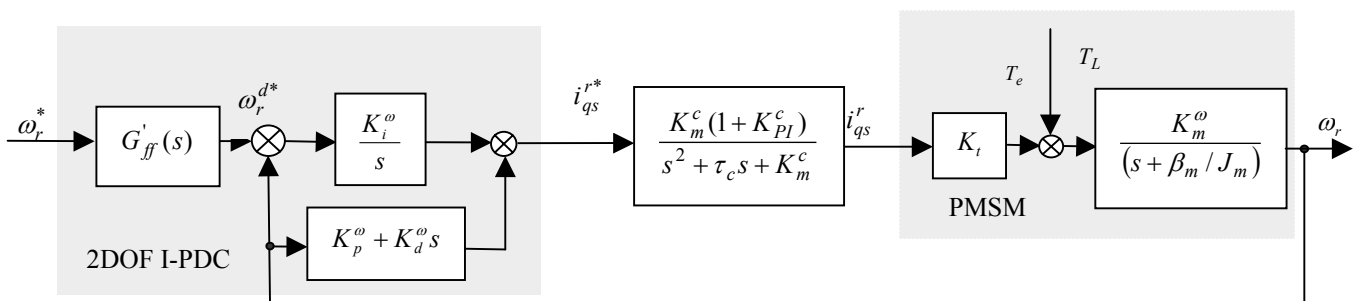 ω_r^*
G'_ff(s)
ω_r^{d*}
K_i^ω / s
K_p^ω + K_d^ω s
2DOF I-PDC
i_qs^{r*}
K_m^c(1 + K_PI^c) / s^2 + τ_c s + K_m^c
i_qs^r
K_t
T_e
T_L
K_m^ω / (s + β_m / J_m)
ω_r
PMSM